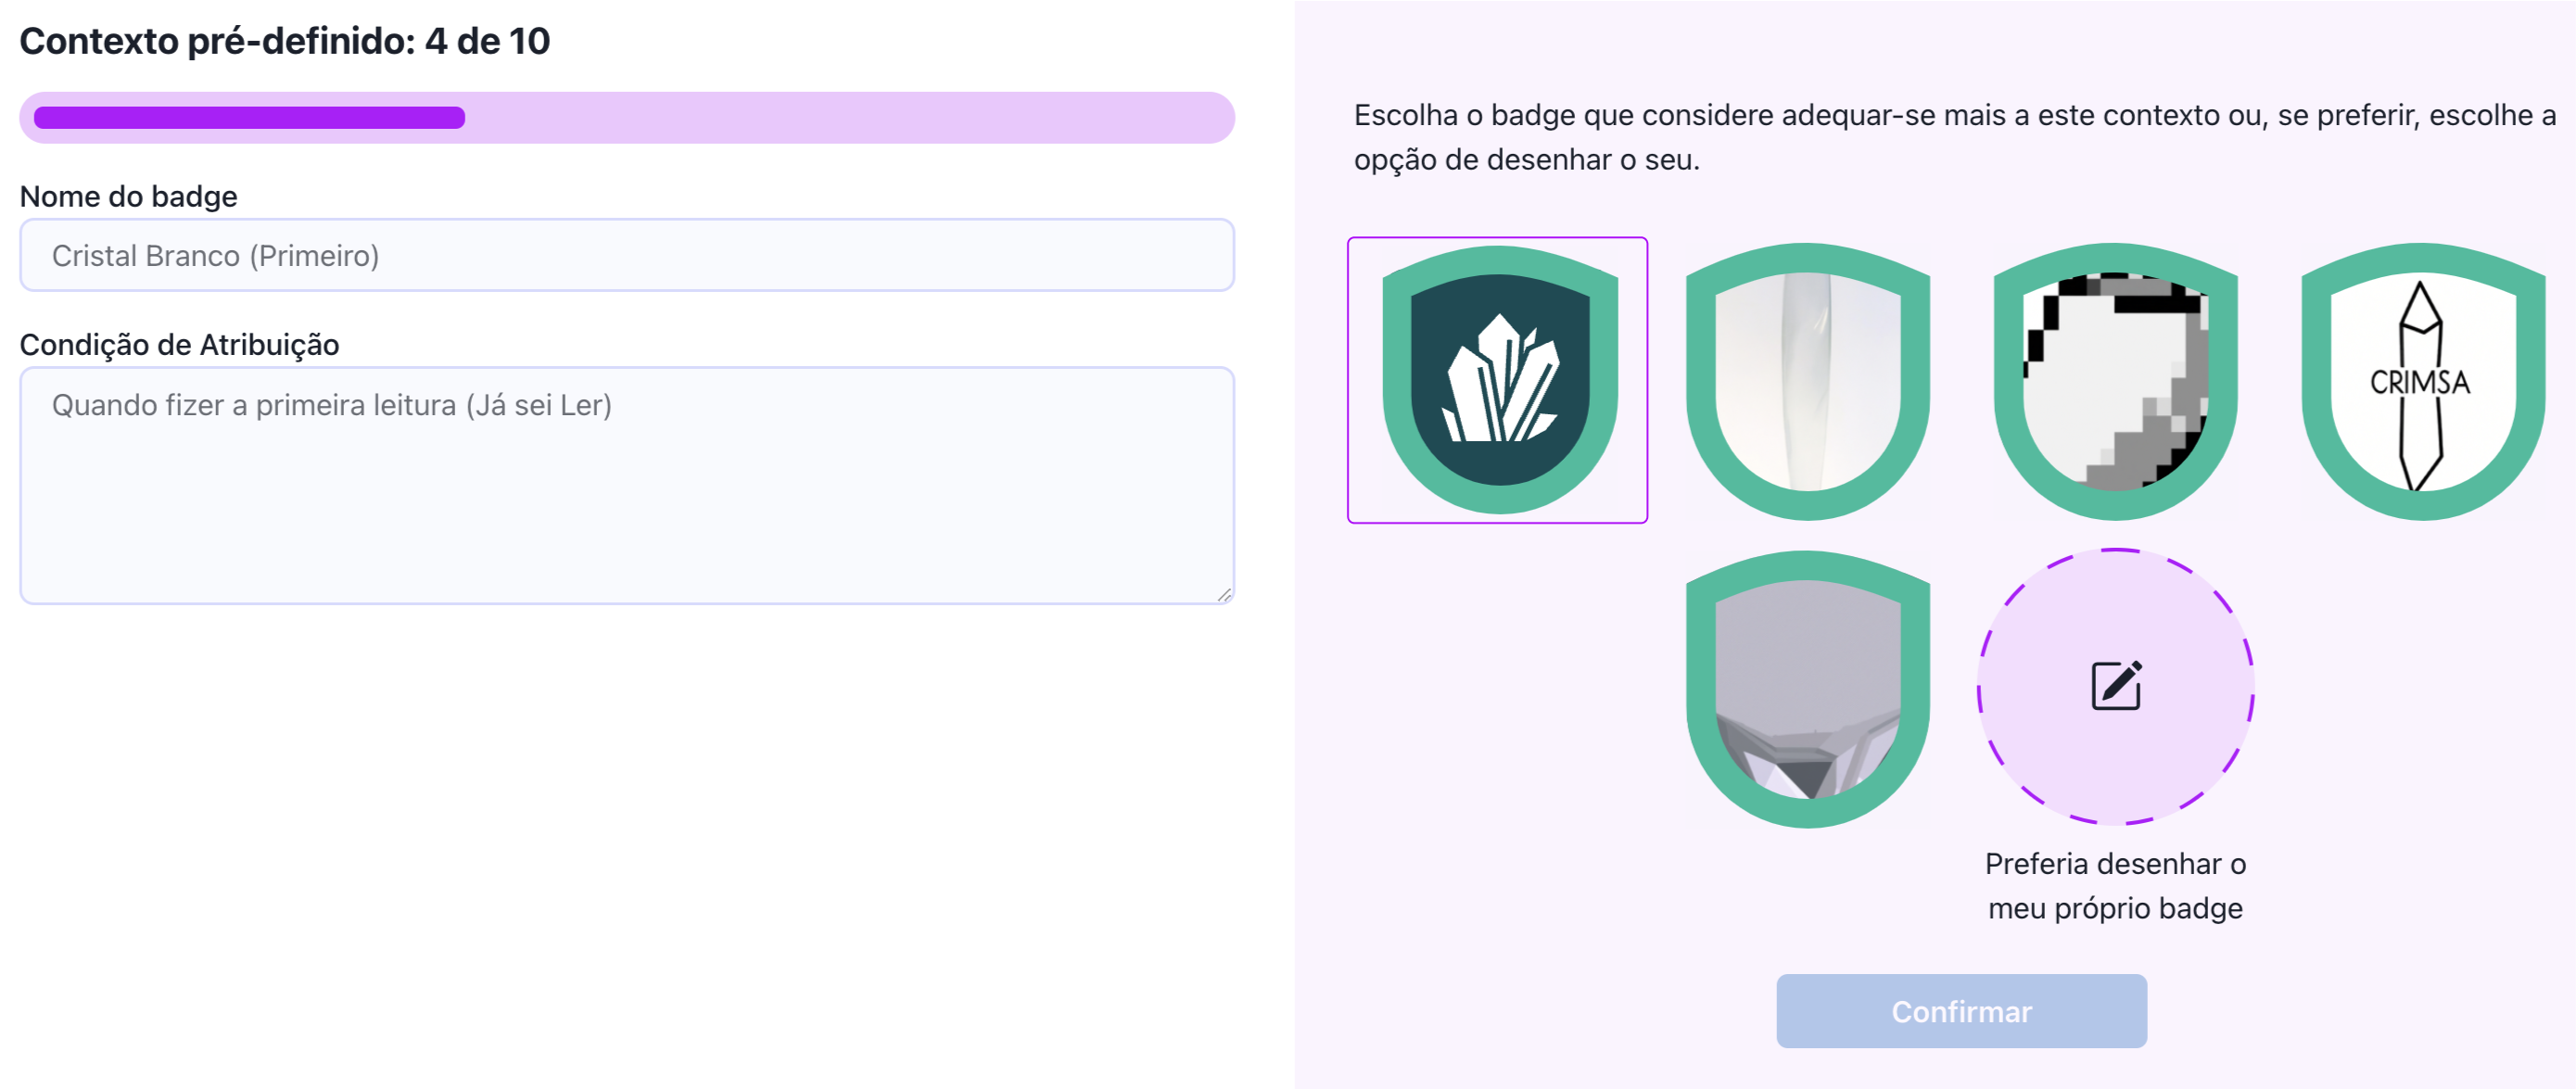 Contexto pré-definido: 4 de 10
Nome do badge
Cristal Branco (Primeiro)
Condição de Atribuição
Quando fizer a primeira leitura (Já sei Ler)
Escolha o badge que considere adequar-se mais a este contexto ou, se preferir, escolhe a
opção de desenhar o seu.
CRIMSA
Preferia desenhar o
meu próprio badge
Confirmar